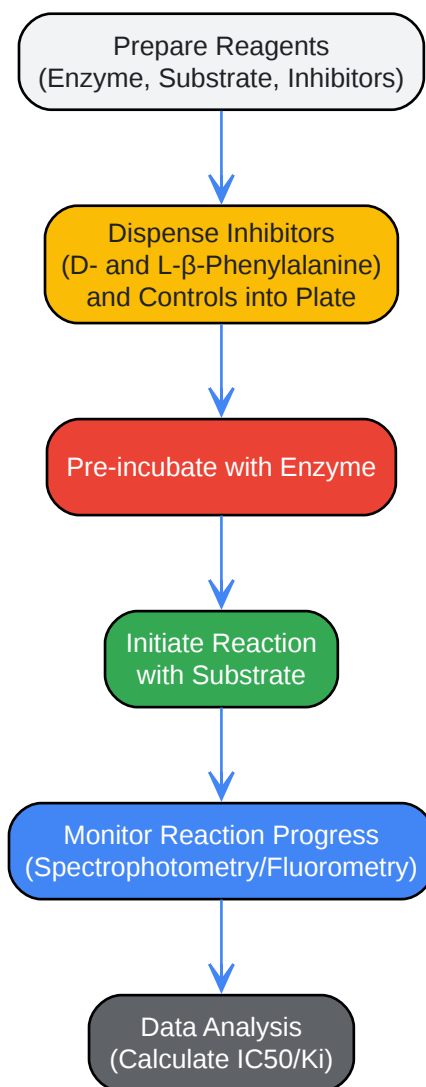 Prepare Reagents
(Enzyme, Substrate, Inhibitors)
Dispense Inhibitors
(D- and L-β-Phenylalanine)
and Controls into Plate
Pre-incubate with Enzyme
Initiate Reaction
with Substrate
Monitor Reaction Progress
(Spectrophotometry/Fluorometry)
Data Analysis
(Calculate IC50/Ki)